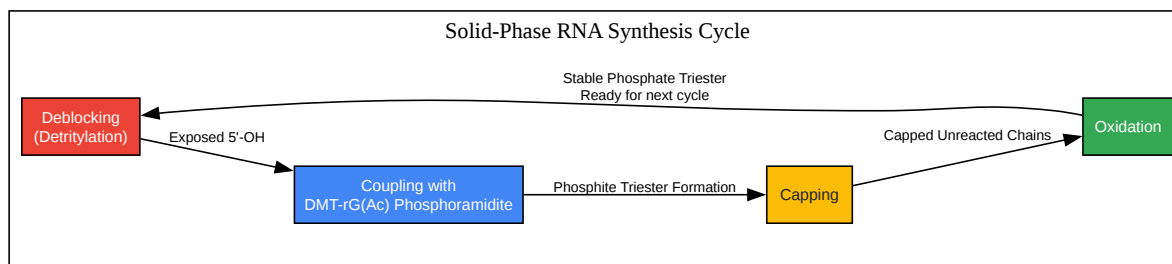 Solid-Phase RNA Synthesis Cycle
Stable Phosphate Triester
Ready for next cycle
Deblocking
(Detritylation)
Exposed 5'-OH
Coupling with
DMT-rG(Ac) Phosphoramidite
Phosphite Triester Formation
Capping
Capped Unreacted Chains
Oxidation